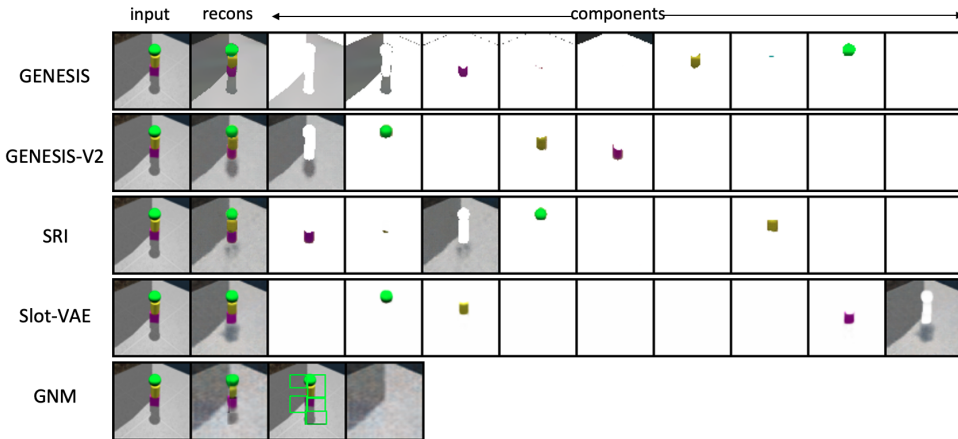 input recons components
GENESIS
GENESIS-V2
SRI
Slot-VAE
GNM